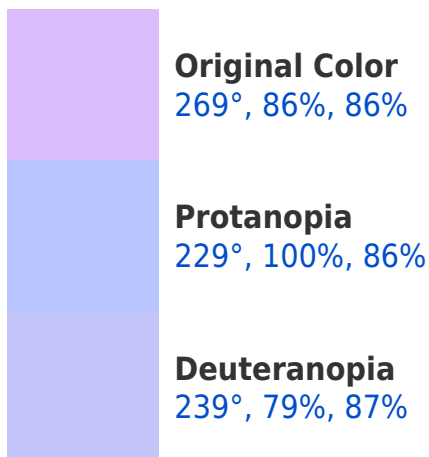 Original Color
269°, 86%, 86%
Protanopia
229°, 100%, 86%
Deuteranopia
239°, 79%, 87%